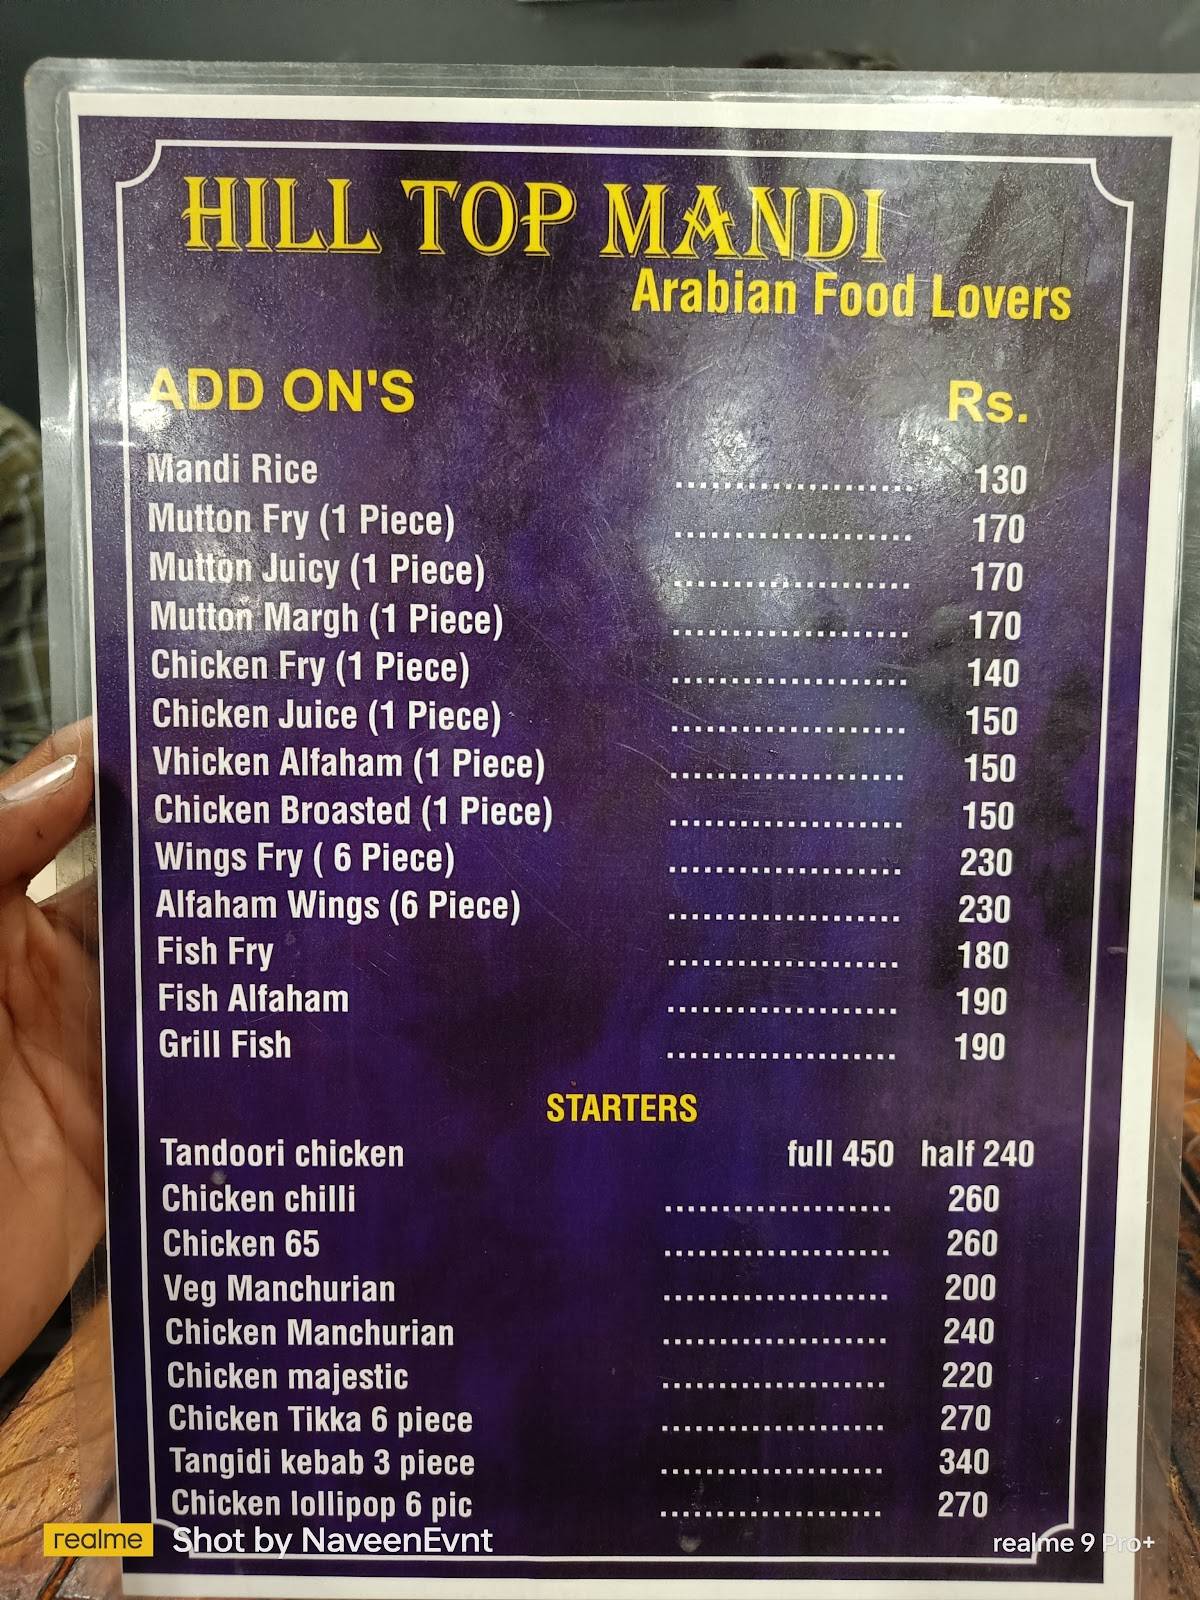 HILL TOP MANDI
Arabian Food Lovers
ADD ON'S Rs.
Mandi Rice .................... 130
Mutton Fry (1 Piece) .................... 170
Mutton Juicy (1 Piece) .................... 170
Mutton Margh (1 Piece) .................... 170
Chicken Fry (1 Piece) .................... 140
Chicken Juice (1 Piece) .................... 150
Vhicken Alfaham (1 Piece) .................... 150
Chicken Broasted (1 Piece) .................... 150
Wings Fry ( 6 Piece) .................... 230
Alfaham Wings (6 Piece) .................... 230
Fish Fry .................... 180
Fish Alfaham .................... 190
Grill Fish .................... 190
STARTERS
Tandoori chicken full 450 half 240
Chicken chilli .................... 260
Chicken 65 .................... 260
Veg Manchurian .................... 200
Chicken Manchurian .................... 240
Chicken majestic .................... 220
Chicken Tikka 6 piece .................... 270
Tangidi kebab 3 piece .................... 340
Chicken lollipop 6 pic .................... 270
realme Shot by NaveenEvnt realme 9 Pro+